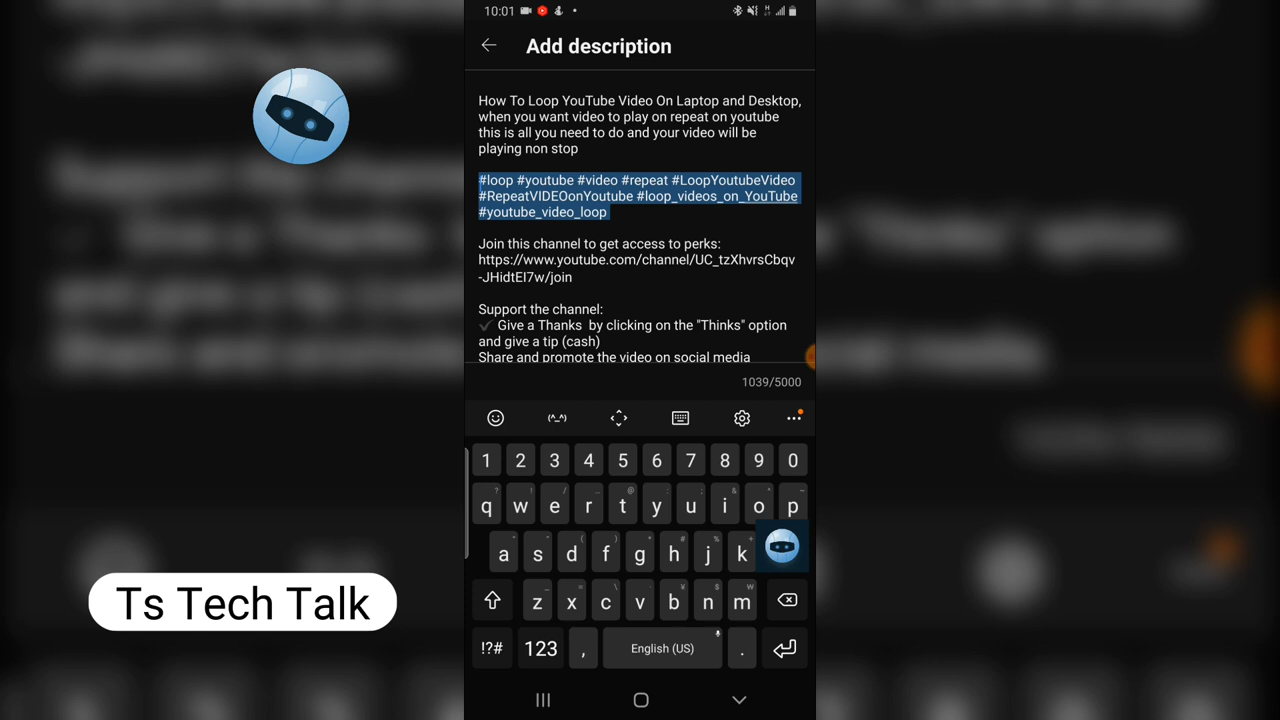 10:01
Add description
How To Loop YouTube Video On Laptop and Desktop,
when you want video to play on repeat on youtube
this is all you need to do and your video will be
playing non stop
#loop #youtube #video #repeat #LoopYoutubeVideo
#RepeatVIDEOonYoutube #loop_videos_on_YouTube
#youtube_video_loop
Join this channel to get access to perks:
https://www.youtube.com/channel/UC_tzXhvrsCbqv
-JHidtEI7w/join
Support the channel:
✓ Give a Thanks by clicking on the "Thinks" option
and give a tip (cash)
Share and promote the video on social media
1039/5000
(^_^)
1 2 3 4 5 6 7 8 9 0
q w e r t y u i o p
a s d f g h j k
z x c v b n m
!?# 123 , English (US) .
Ts Tech Talk